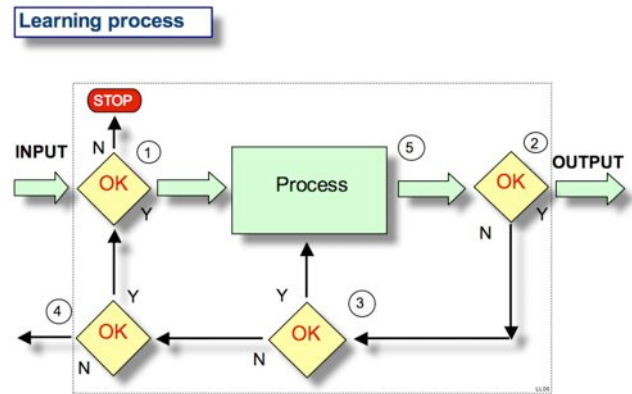 Learning process
STOP
N
1
5
2
INPUT
OUTPUT
OK
Process
OK
Y
Y
N
Y
Y
4
3
OK
OK
N
N